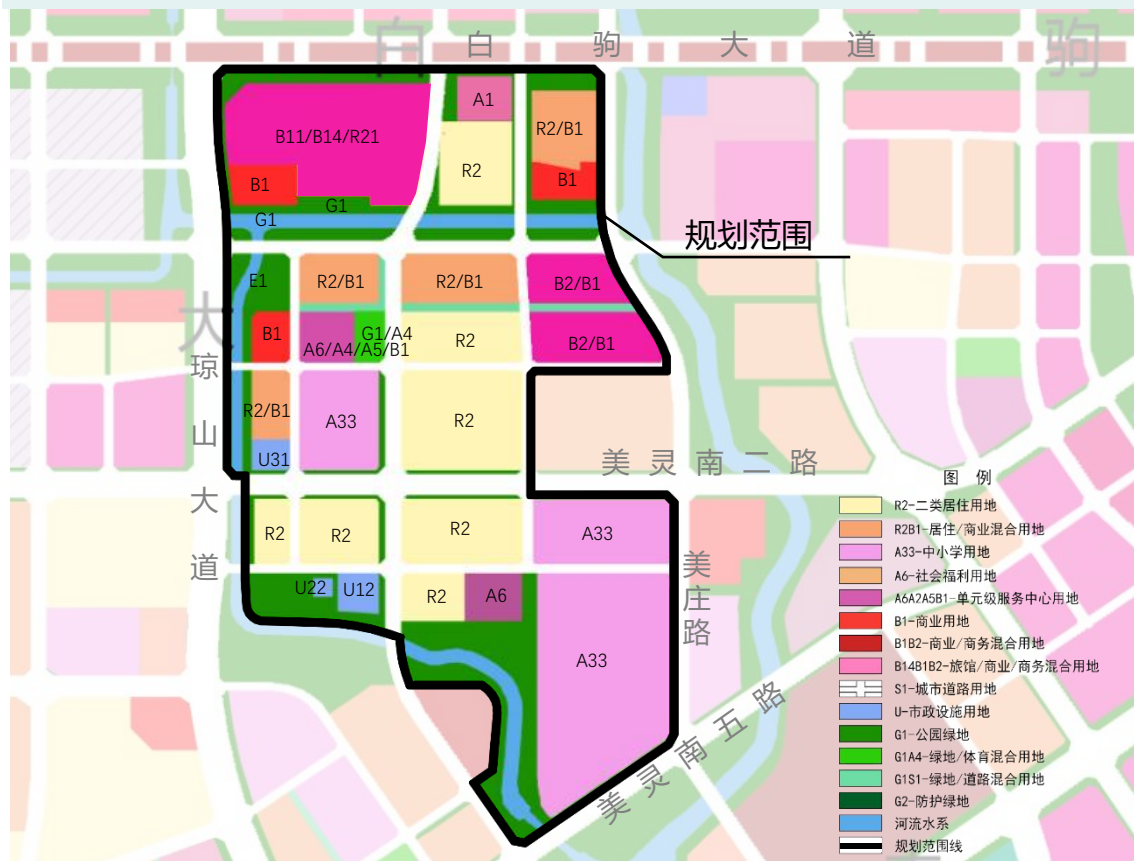 白 驹
白 驹 大 道
A1
B11/B14/R21
R2/B1
R2
B1
B1
G1
G1
规划范围
E1
R2/B1
R2/B1
B2/B1
大
B1
G1/A4
A6/A4/A5/B1
R2
B2/B1
琼山大道
R2/B1
A33
R2
U31
美灵南二路
R2
R2
R2
A33
美庄路
U22
U12
R2
A6
A33
美灵南五路
图 例
R2-二类居住用地
R2B1-居住/商业混合用地
A33-中小学用地
A6-社会福利用地
A6A2A5B1-单元级服务中心用地
B1-商业用地
B1B2-商业/商务混合用地
B14B1B2-旅馆/商业/商务混合用地
S1-城市道路用地
U-市政设施用地
G1-公园绿地
G1A4-绿地/体育混合用地
G1S1-绿地/道路混合用地
G2-防护绿地
河流水系
规划范围线